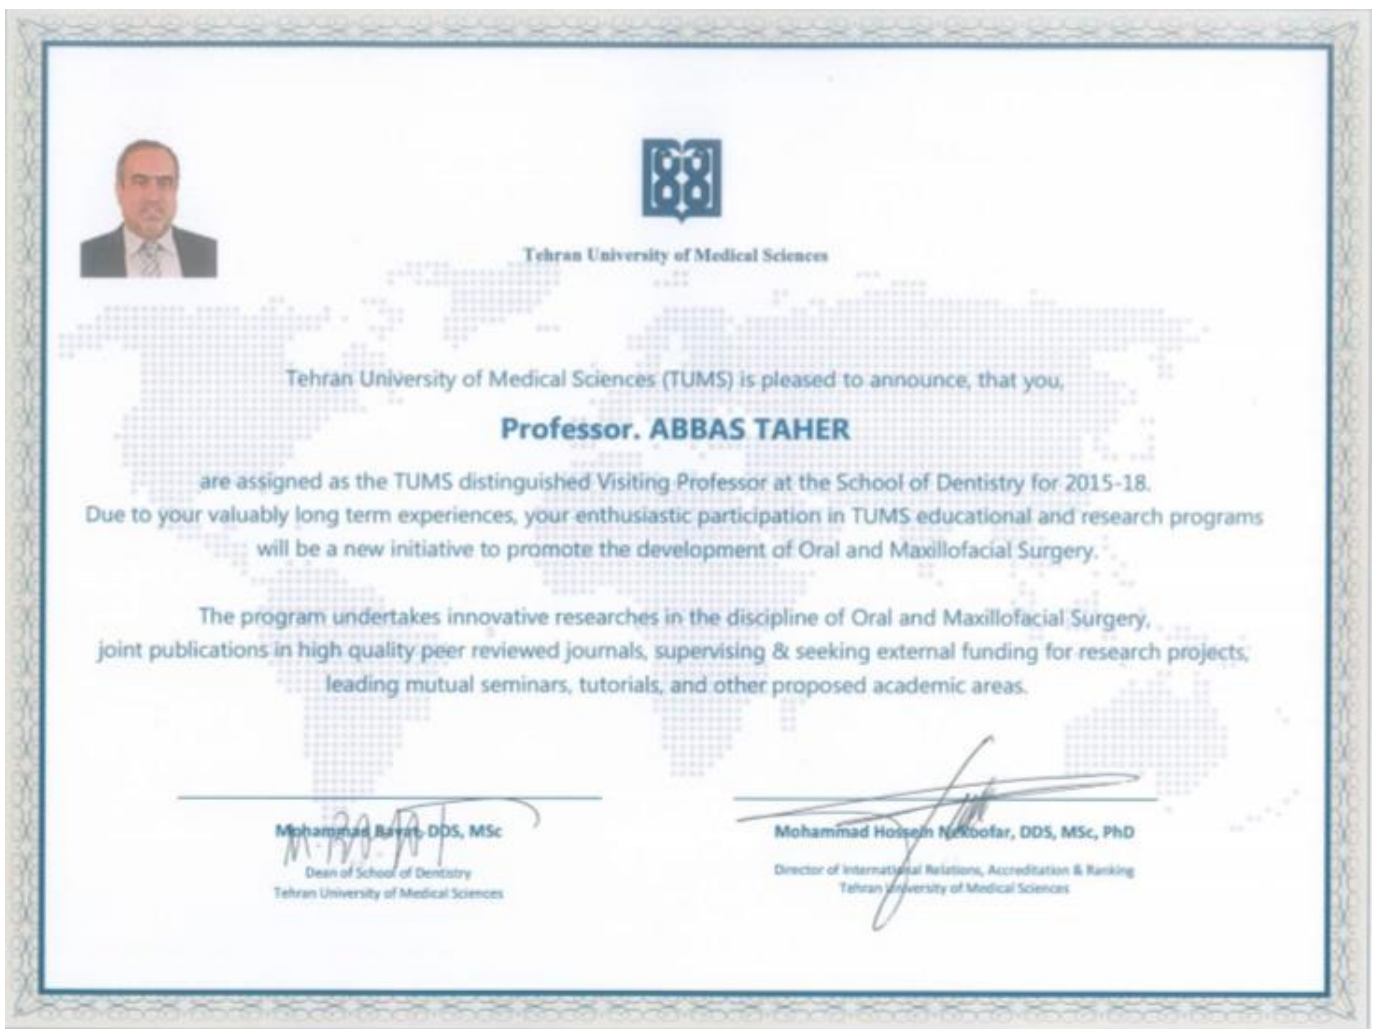 Tehran University of Medical Sciences
Tehran University of Medical Sciences (TUMS) is pleased to announce, that you,
Professor. ABBAS TAHER
are assigned as the TUMS distinguished Visiting Professor at the School of Dentistry for 2015-18.
Due to your valuably long term experiences, your enthusiastic participation in TUMS educational and research programs
will be a new initiative to promote the development of Oral and Maxillofacial Surgery.
The program undertakes innovative researches in the discipline of Oral and Maxillofacial Surgery,
joint publications in high quality peer reviewed journals, supervising & seeking external funding for research projects,
leading mutual seminars, tutorials, and other proposed academic areas.
Mohammad Bayat, DDS, MSc
M. BAYAT
Dean of School of Dentistry
Tehran University of Medical Sciences
Mohammad Hossein Nekoofar, DDS, MSc, PhD
Director of International Relations, Accreditation & Ranking
Tehran University of Medical Sciences